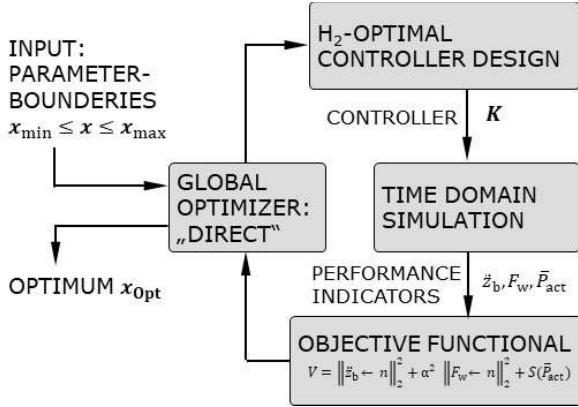 INPUT:
PARAMETER-
BOUNDERIES
x_min ≤ x ≤ x_max
H₂-OPTIMAL
CONTROLLER DESIGN
CONTROLLER K
GLOBAL
OPTIMIZER:
„DIRECT“
TIME DOMAIN
SIMULATION
OPTIMUM x_Opt
PERFORMANCE
INDICATORS
z̈_b, F_w, P̄_act
OBJECTIVE FUNCTIONAL
V = ‖z̈_b ← n‖₂² + α² ‖F_w ← n‖₂² + S(P̄_act)